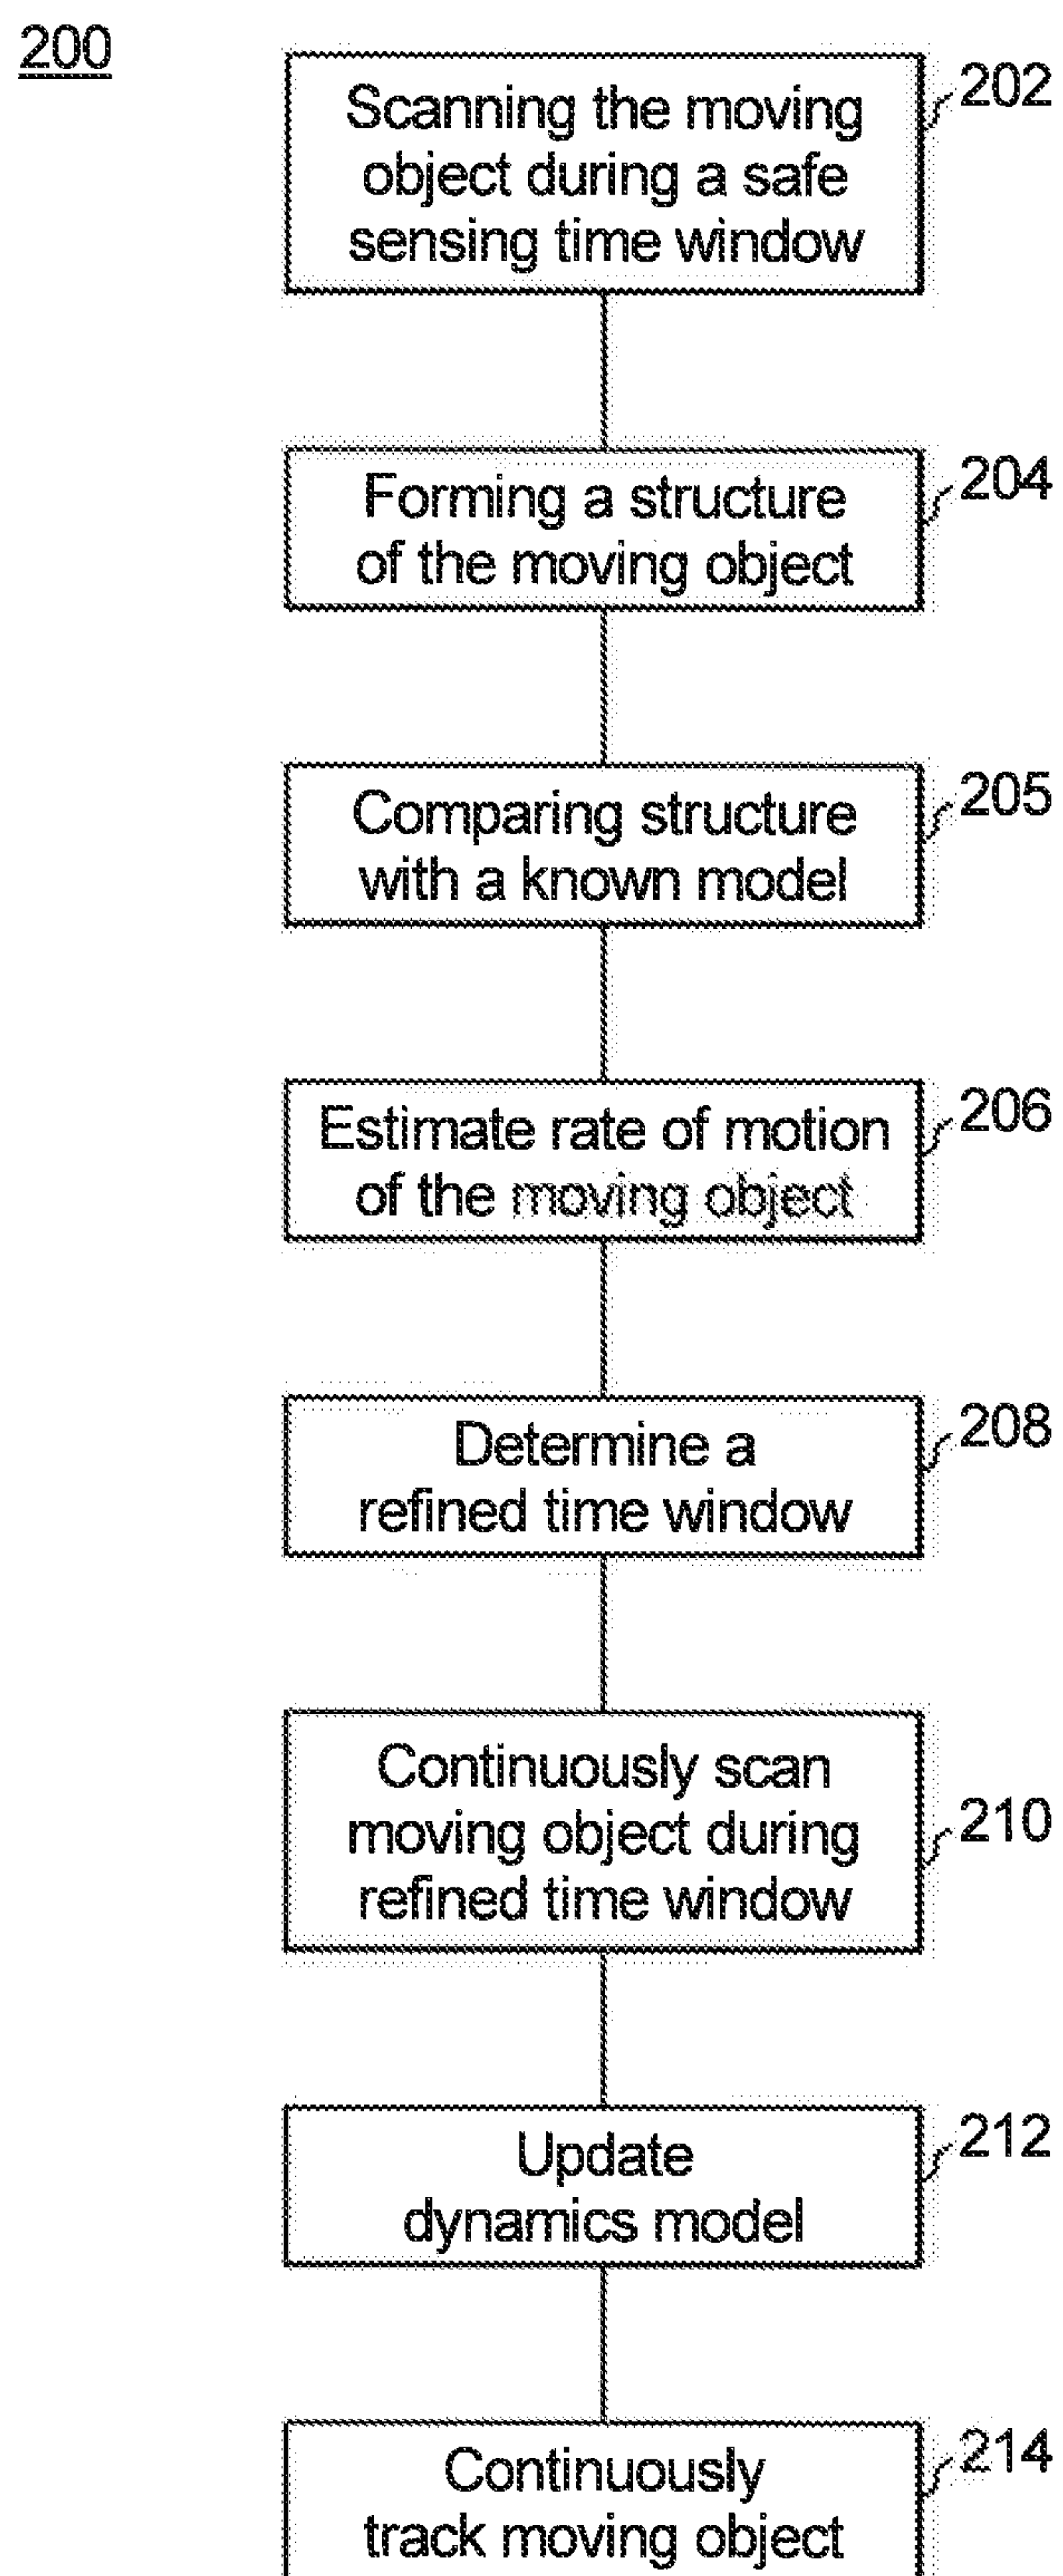 200
Scanning the moving
object during a safe
sensing time window
202
Forming a structure
of the moving object
204
Comparing structure
with a known model
205
Estimate rate of motion
of the moving object
206
Determine a
refined time window
208
Continuously scan
moving object during
refined time window
210
Update
dynamics model
212
Continuously
track moving object
214